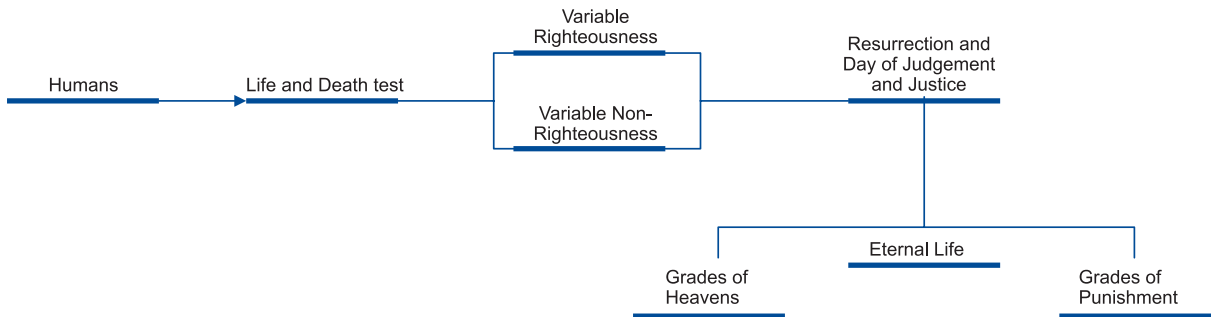 Humans
Life and Death test
Variable
Righteousness
Variable Non-
Righteousness
Resurrection and
Day of Judgement
and Justice
Eternal Life
Grades of
Heavens
Grades of
Punishment